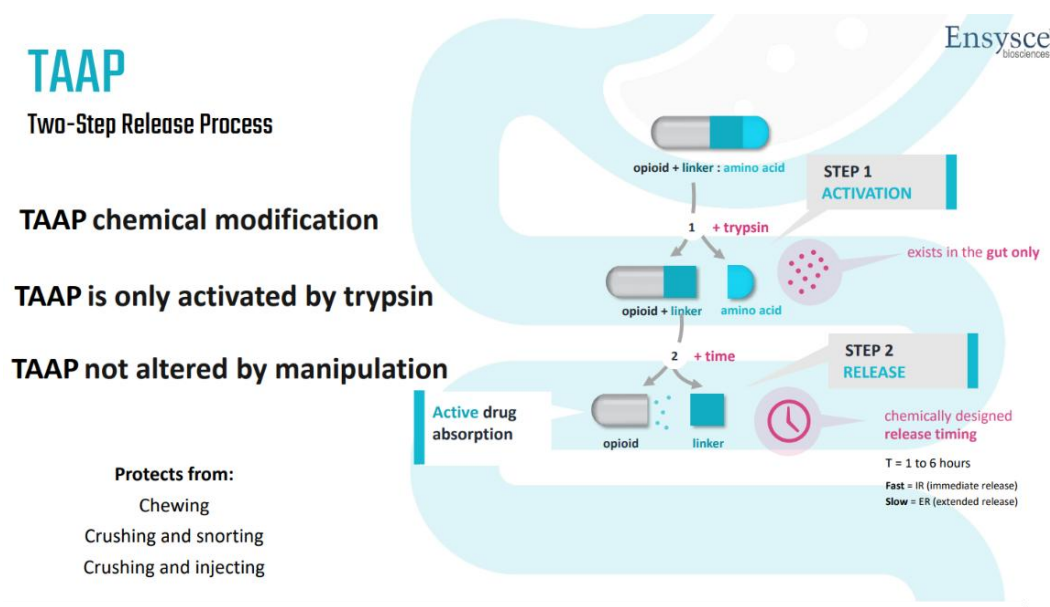 TAAP
Two-Step Release Process
Ensysce
biosciences
TAAP chemical modification
TAAP is only activated by trypsin
TAAP not altered by manipulation
Protects from:
Chewing
Crushing and snorting
Crushing and injecting
opioid + linker : amino acid
STEP 1
ACTIVATION
1
+ trypsin
exists in the gut only
opioid + linker
amino acid
2
+ time
STEP 2
RELEASE
Active drug
absorption
opioid
linker
chemically designed
release timing
T = 1 to 6 hours
Fast = IR (immediate release)
Slow = ER (extended release)